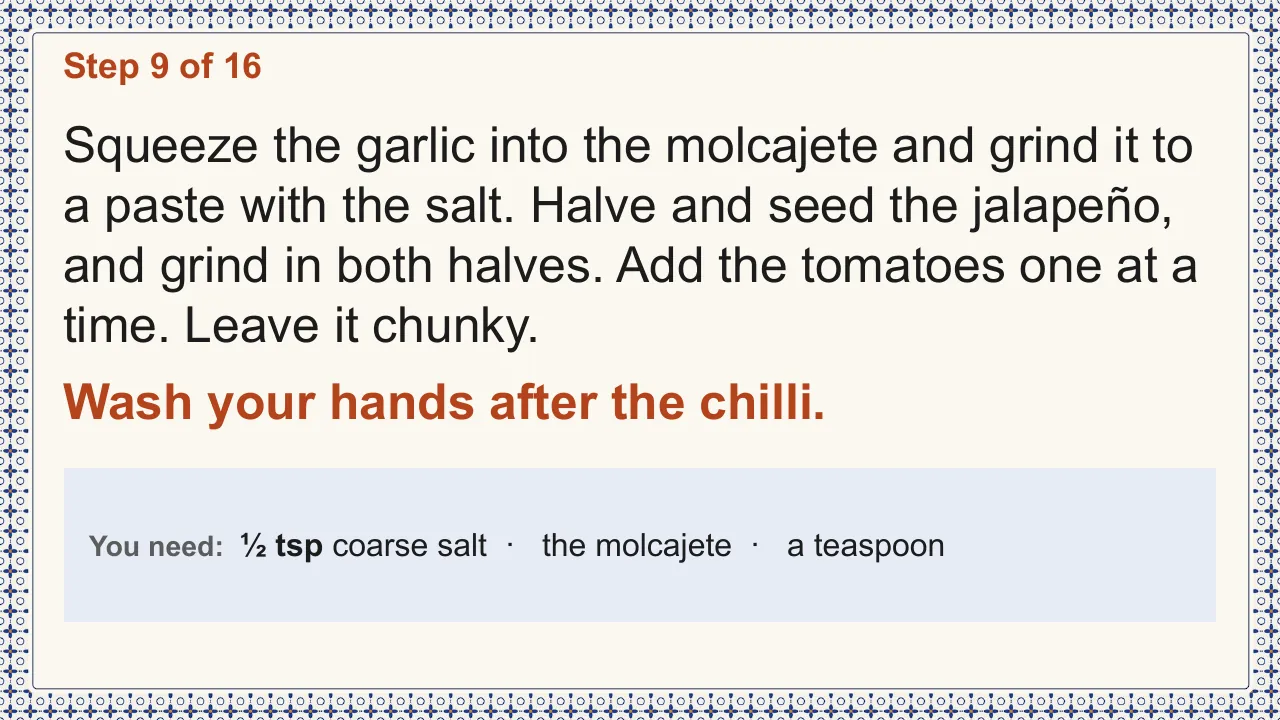 Step 9 of 16
Squeeze the garlic into the molcajete and grind it to
a paste with the salt. Halve and seed the jalapeño,
and grind in both halves. Add the tomatoes one at a
time. Leave it chunky.
Wash your hands after the chilli.
You need: ½ tsp coarse salt · the molcajete · a teaspoon